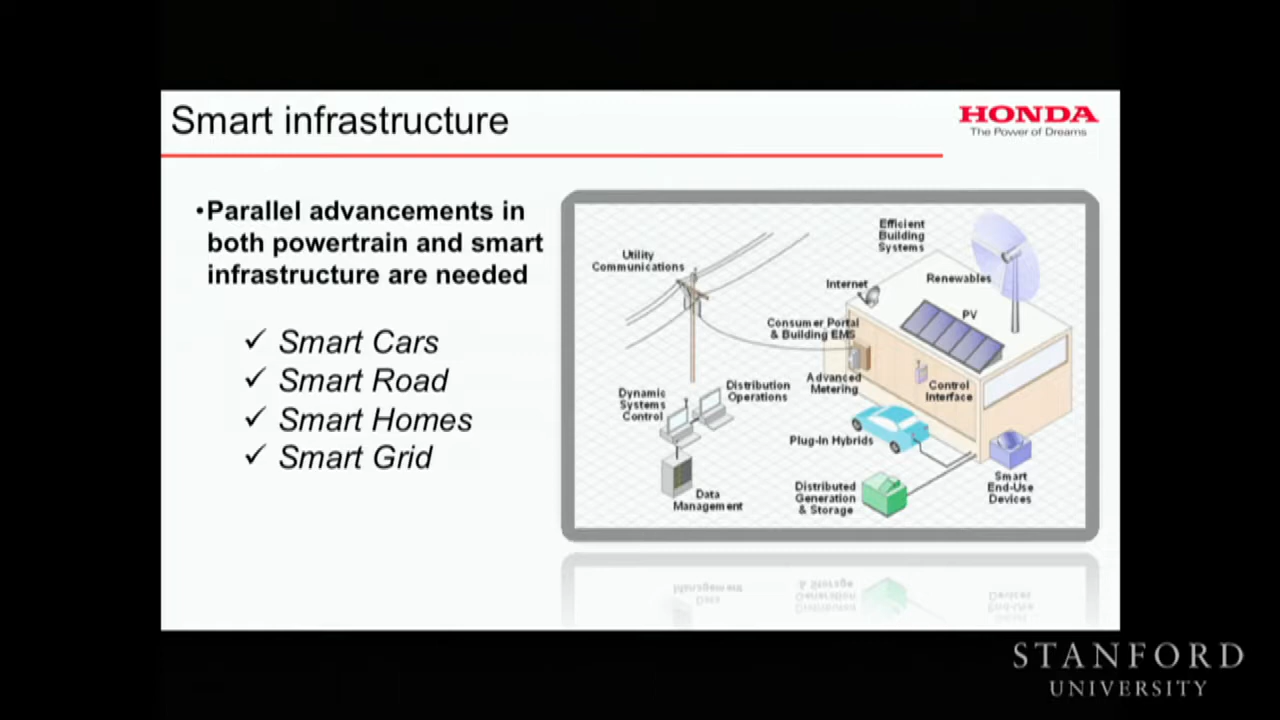 Smart infrastructure
HONDA
The Power of Dreams
•Parallel advancements in
both powertrain and smart
infrastructure are needed
✓ Smart Cars
✓ Smart Road
✓ Smart Homes
✓ Smart Grid
Utility
Communications
Efficient
Building
Systems
Renewables
Internet
PV
Consumer Portal
& Building EMS
Advanced
Metering
Control
Interface
Dynamic
Systems
Control
Distribution
Operations
Plug-In Hybrids
Data
Management
Distributed
Generation
& Storage
Smart
End-Use
Devices
STANFORD
UNIVERSITY